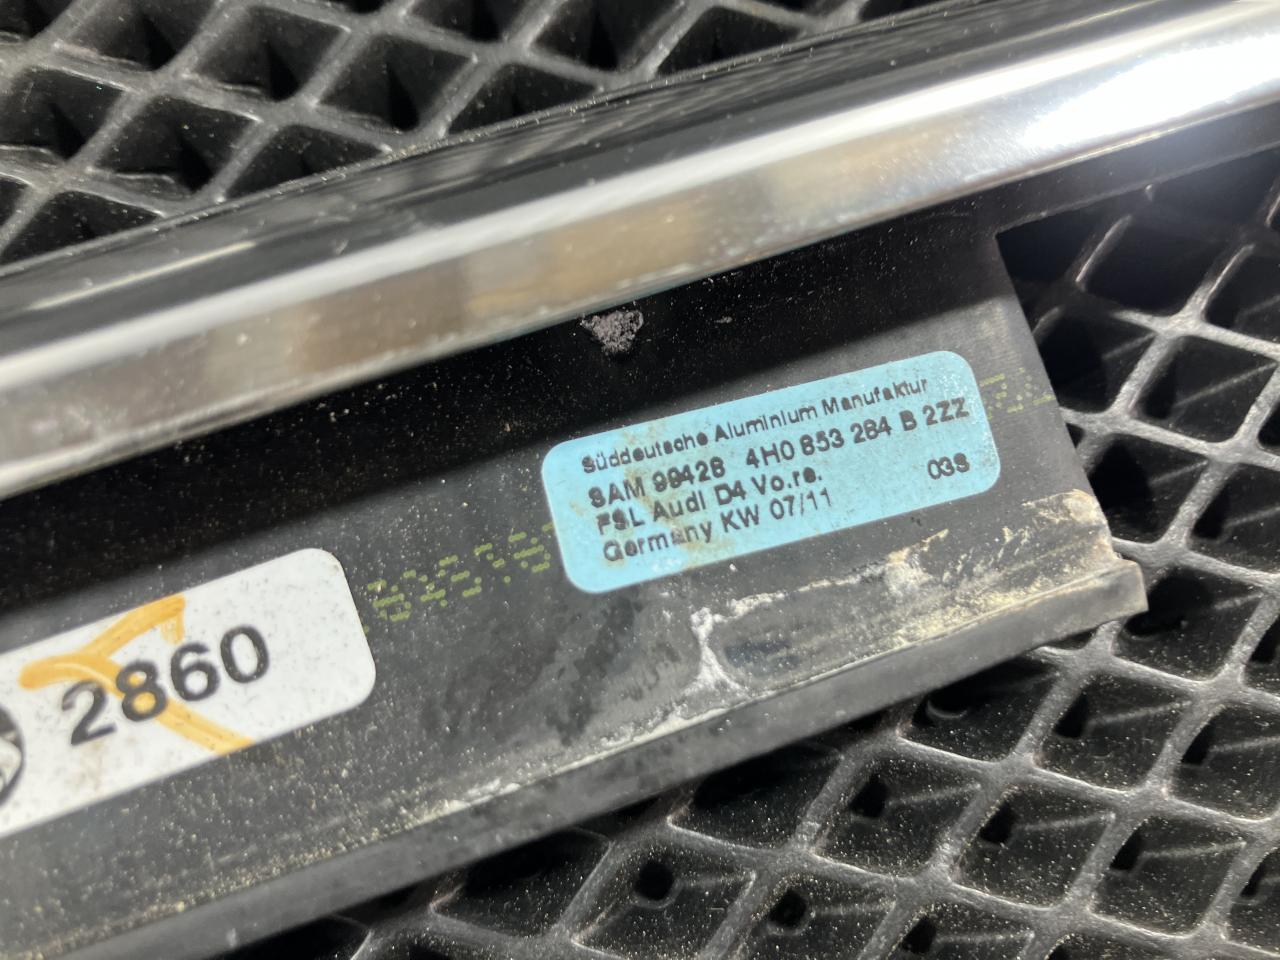 Süddeutsche Aluminium Manufaktur
SAM 99426 4H0 853 284 B 2ZZ
FSL Audi D4 Vo.re.
Germany KW 07/11
03S
2860